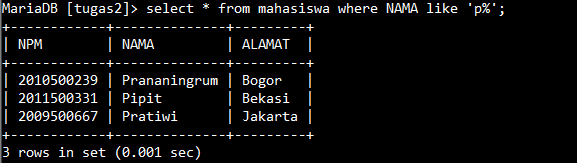 MariaDB [tugas2]> select * from mahasiswa where NAMA like 'p%';
+------------+--------------+---------+
| NPM        | NAMA         | ALAMAT  |
+------------+--------------+---------+
| 2010500239 | Prananingrum | Bogor   |
| 2011500331 | Pipit        | Bekasi  |
| 2009500667 | Pratiwi      | Jakarta |
+------------+--------------+---------+
3 rows in set (0.001 sec)